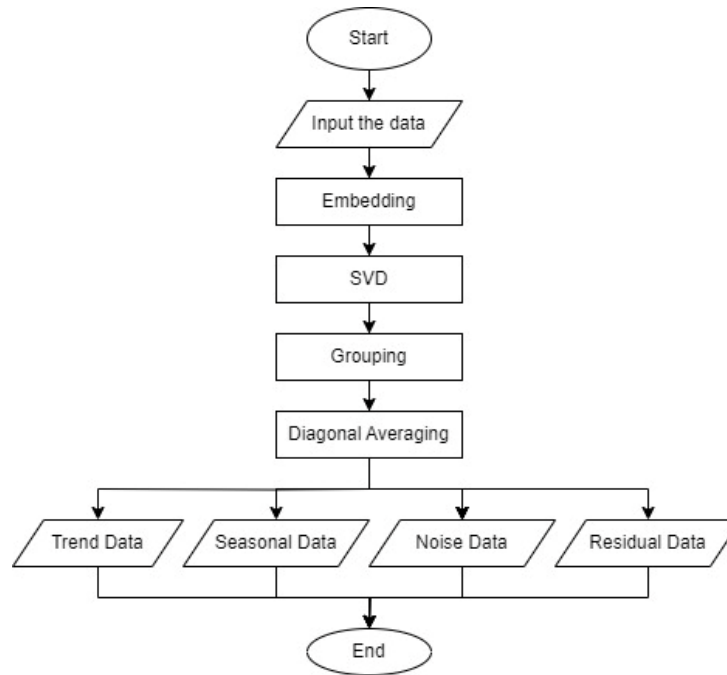 Start
Input the data
Embedding
SVD
Grouping
Diagonal Averaging
Trend Data
Seasonal Data
Noise Data
Residual Data
End